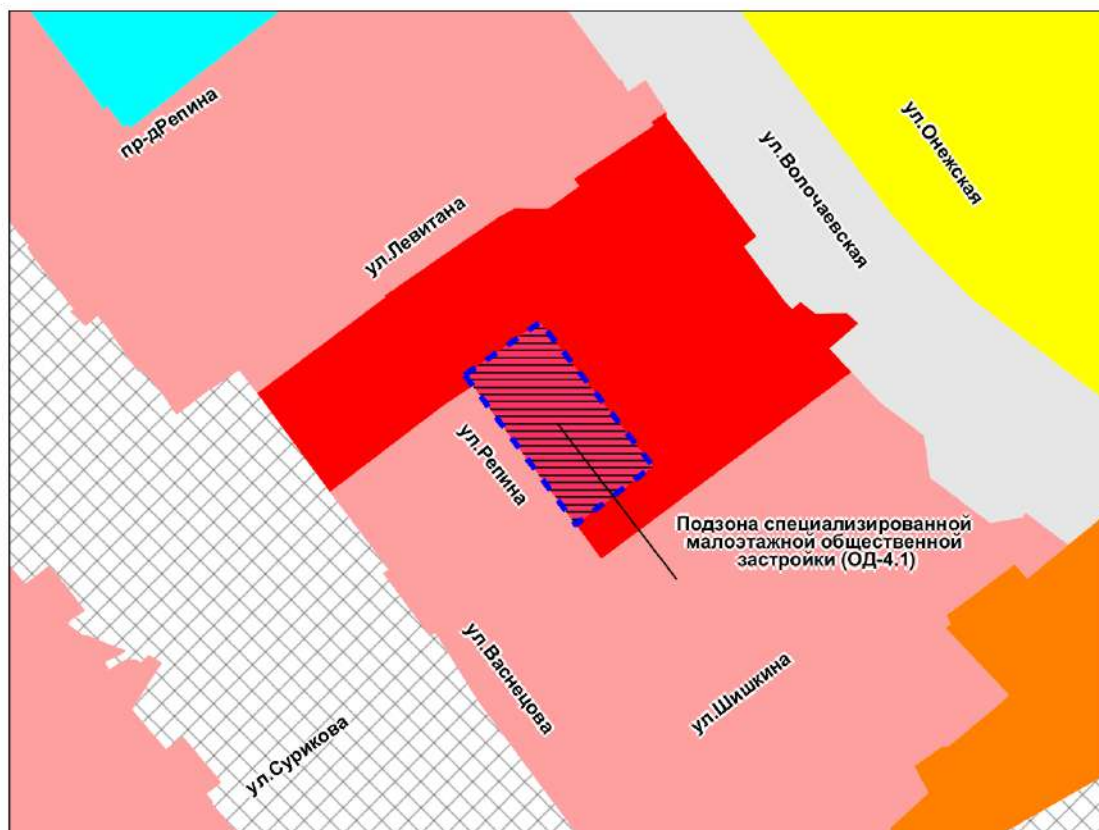 пр-дРепина
ул.Онежская
ул.Волочаевская
ул.Левитана
ул.Репина
Подзона специализированной
малоэтажной общественной
застройки (ОД-4.1)
ул.Васнецова
ул.Шишкина
ул.Сурикова